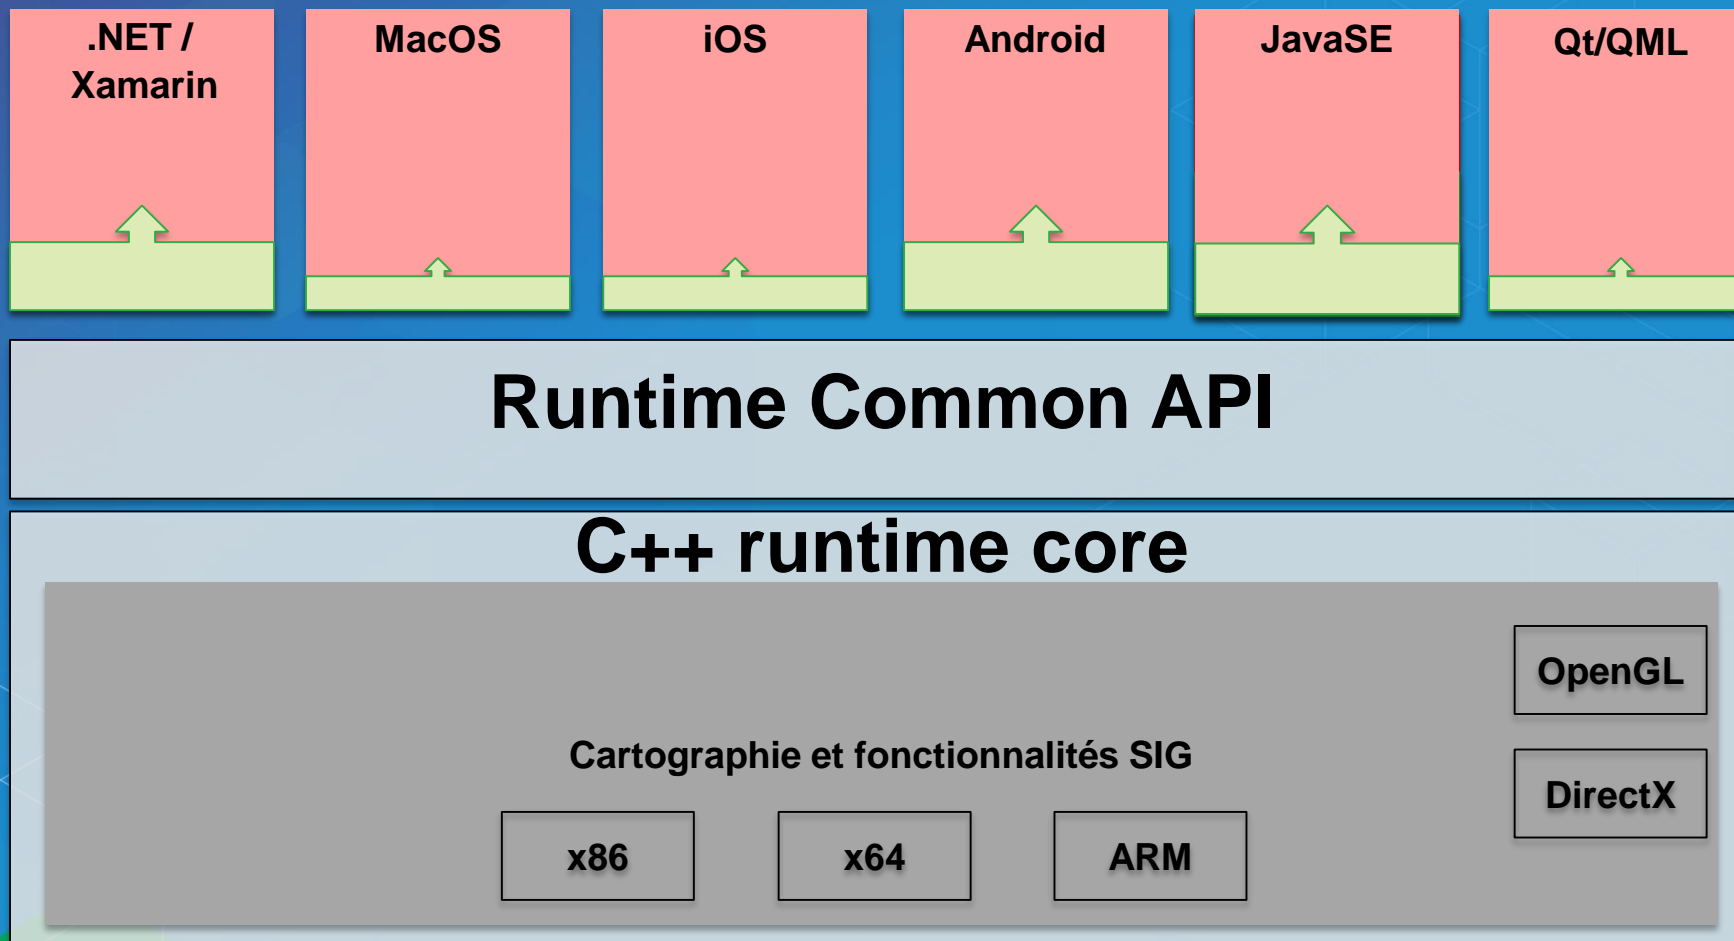 .NET /
Xamarin
MacOS
iOS
Android
JavaSE
Qt/QML
Runtime Common API
C++ runtime core
OpenGL
Cartographie et fonctionnalités SIG
DirectX
x86
x64
ARM